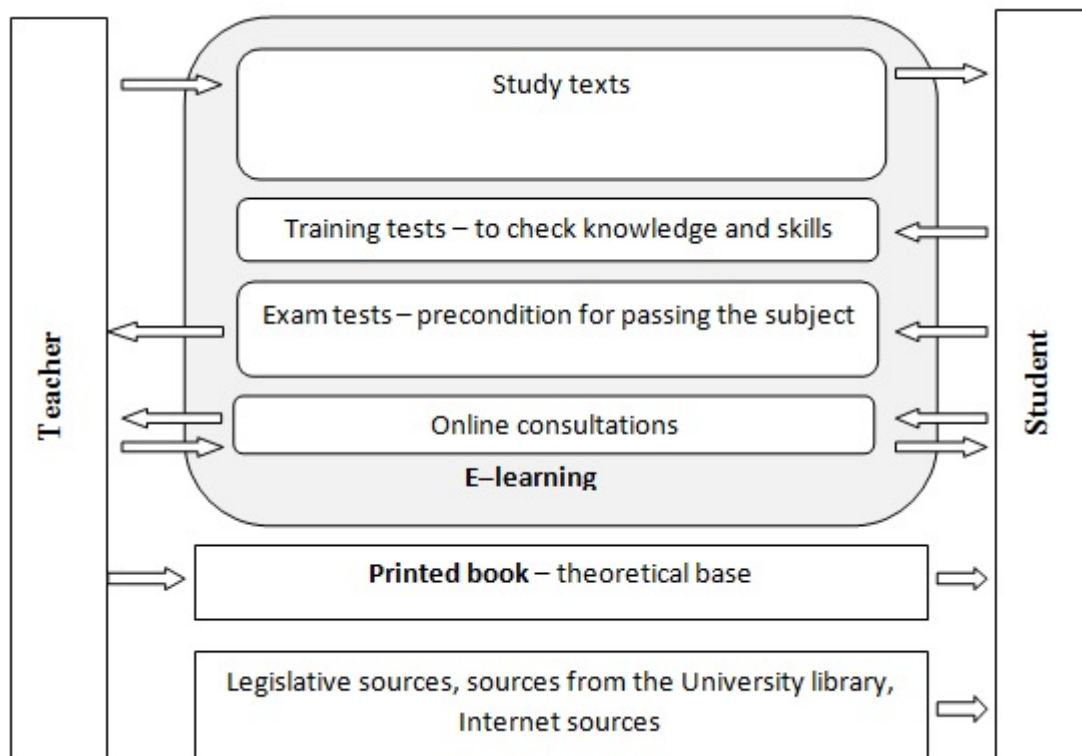 Study texts
Training tests – to check knowledge and skills
Exam tests – precondition for passing the subject
Online consultations
E–learning
Teacher
Student
Printed book – theoretical base
Legislative sources, sources from the University library,
Internet sources